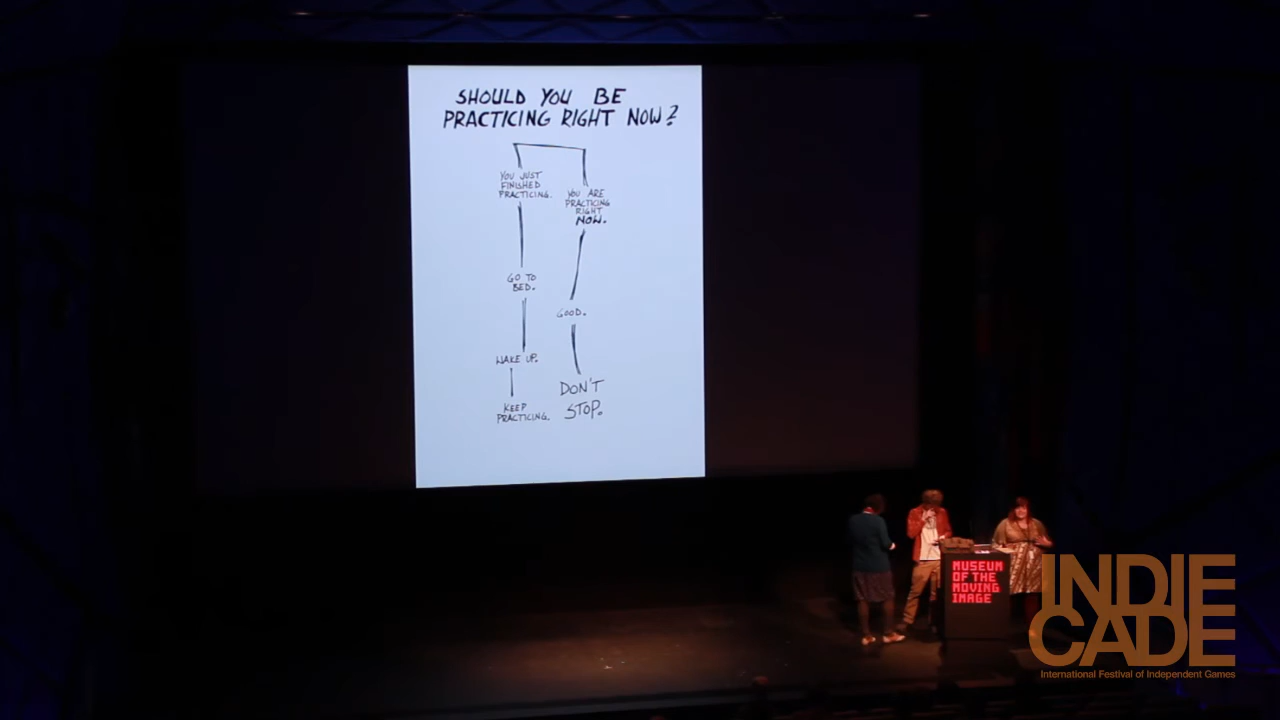 SHOULD YOU BE
PRACTICING RIGHT NOW?
YOU JUST
FINISHED
PRACTICING.
GO TO
BED.
WAKE UP.
KEEP
PRACTICING.
YOU ARE
PRACTICING
RIGHT
NOW.
GOOD.
DON'T
STOP.
MUSEUM
OF THE
MOVING
IMAGE
INDIE
CADE
International Festival of Independent Games